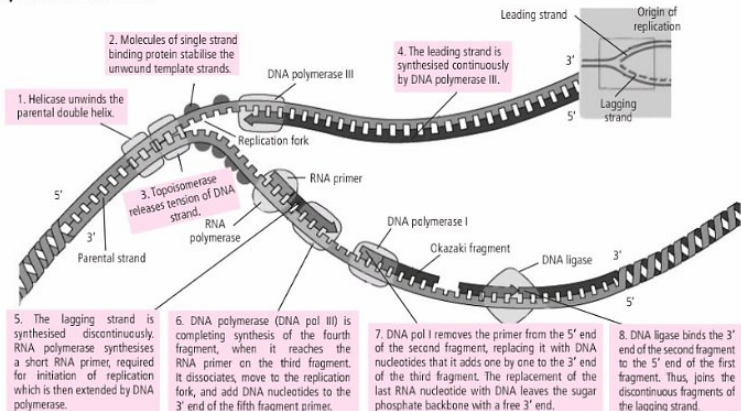 Leading strand
Origin of
replication
2. Molecules of single strand
binding protein stabilise the
unwound template strands.
DNA polymerase III
4. The leading strand is
synthesised continuously
by DNA polymerase III.
3'
5'
Lagging
strand
1. Helicase unwinds the
parental double helix.
Replication fork
3. Topoisomerase
releases tension of DNA
strand.
RNA primer
5'
3'
Parental strand
RNA
polymerase
DNA polymerase I
Okazaki fragment
DNA ligase
3'
5'
5. The lagging strand is
synthesised discontinuously.
RNA polymerase synthesises
a short RNA primer, required
for initiation of replication
which is then extended by DNA
polymerase.
6. DNA polymerase (DNA pol III) is
completing synthesis of the fourth
fragment, when it reaches the
RNA primer on the third fragment.
It dissociates, move to the replication
fork, and add DNA nucleotides to the
3' end of the fifth fragment primer.
7. DNA pol I removes the primer from the 5' end
of the second fragment, replacing it with DNA
nucleotides that it adds one by one to the 3' end
of the third fragment. The replacement of the
last RNA nucleotide with DNA leaves the sugar
phosphate backbone with a free 3' end.
8. DNA ligase binds the 3'
end of the second fragment
to the 5' end of the first
fragment. Thus, joins the
discontinuous fragments of
the lagging strand.